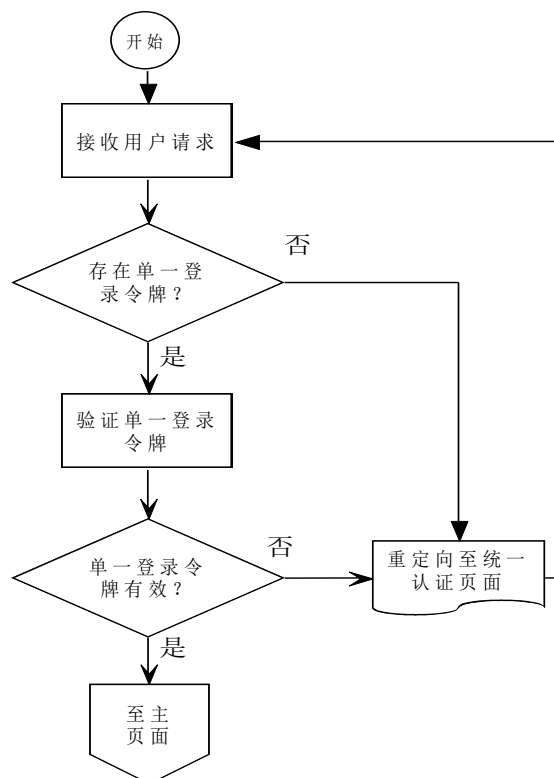 开始
接收用户请求
否
存在单一登
录令牌？
是
验证单一登录
令牌
否
单一登录令
牌有效？
重定向至统一
认证页面
是
至主
页面